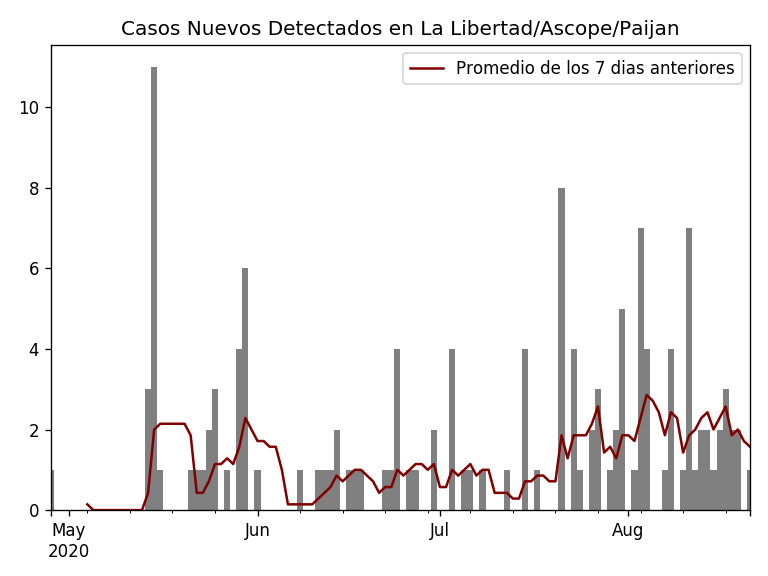 Casos Nuevos Detectados en La Libertad/Ascope/Paijan
Promedio de los 7 dias anteriores
10
8
6
4
2
0
May Jun Jul Aug
2020